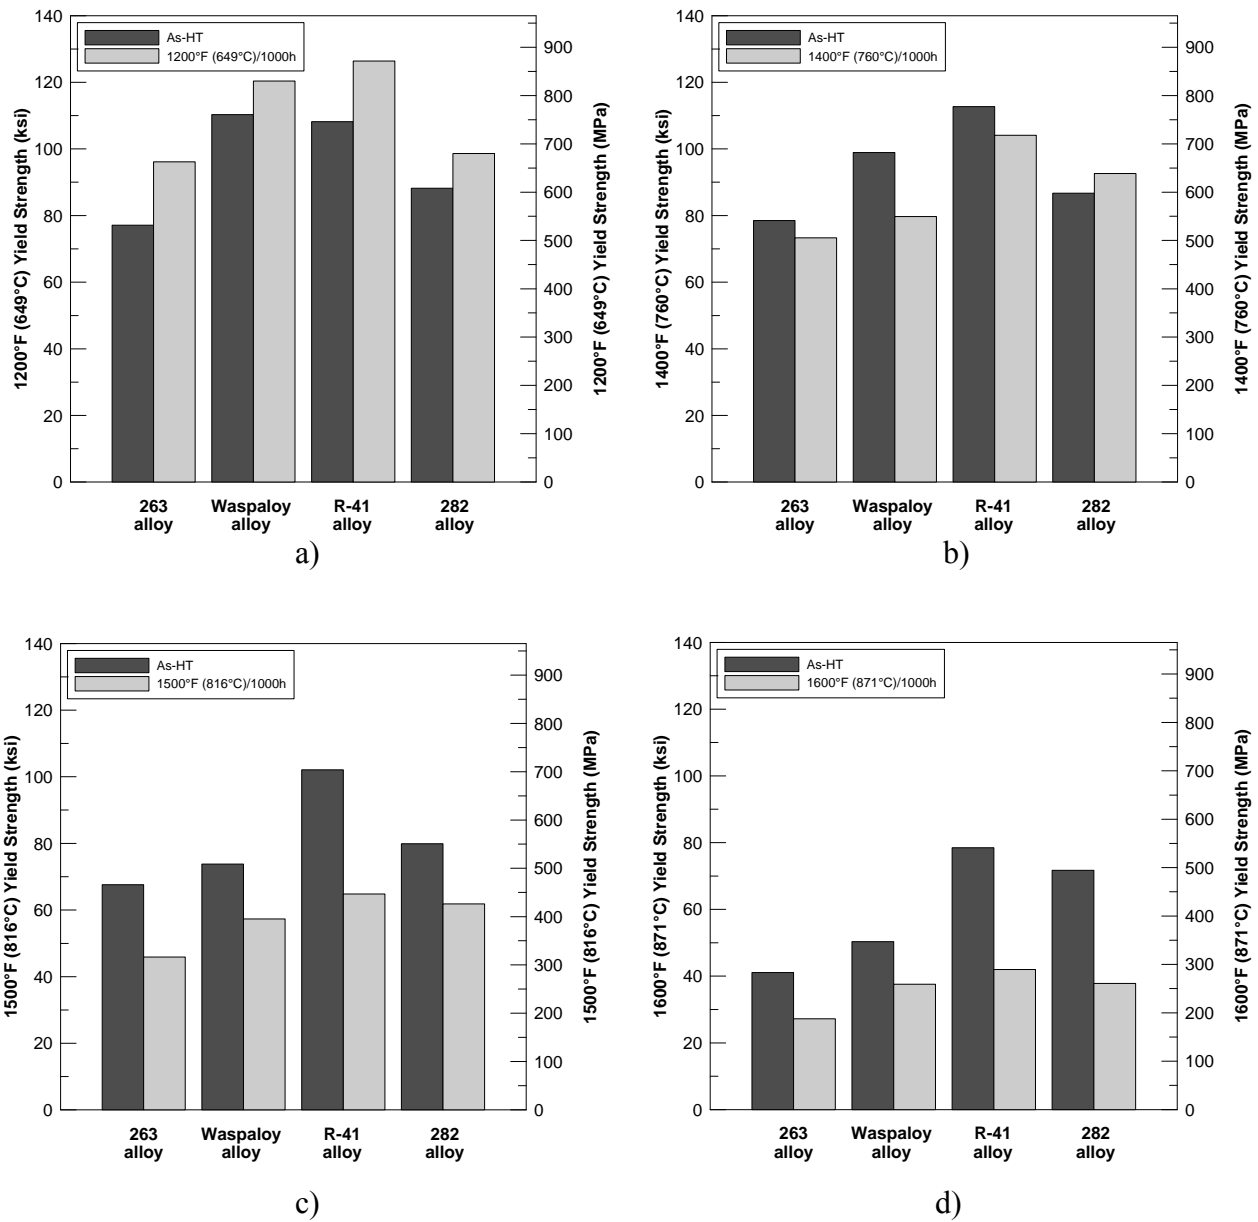 140
120
100
80
60
40
20
0
1200°F (649°C) Yield Strength (ksi)
As-HT
1200°F (649°C)/1000h
900
800
700
600
500
400
300
200
100
0
1200°F (649°C) Yield Strength (MPa)
263 alloy
Waspaloy alloy
R-41 alloy
282 alloy
a)
140
120
100
80
60
40
20
0
1400°F (760°C) Yield Strength (ksi)
As-HT
1400°F (760°C)/1000h
900
800
700
600
500
400
300
200
100
0
1400°F (760°C) Yield Strength (MPa)
263 alloy
Waspaloy alloy
R-41 alloy
282 alloy
b)
140
120
100
80
60
40
20
0
1500°F (816°C) Yield Strength (ksi)
As-HT
1500°F (816°C)/1000h
900
800
700
600
500
400
300
200
100
0
1500°F (816°C) Yield Strength (MPa)
263 alloy
Waspaloy alloy
R-41 alloy
282 alloy
c)
140
120
100
80
60
40
20
0
1600°F (871°C) Yield Strength (ksi)
As-HT
1600°F (871°C)/1000h
900
800
700
600
500
400
300
200
100
0
1600°F (871°C) Yield Strength (MPa)
263 alloy
Waspaloy alloy
R-41 alloy
282 alloy
d)